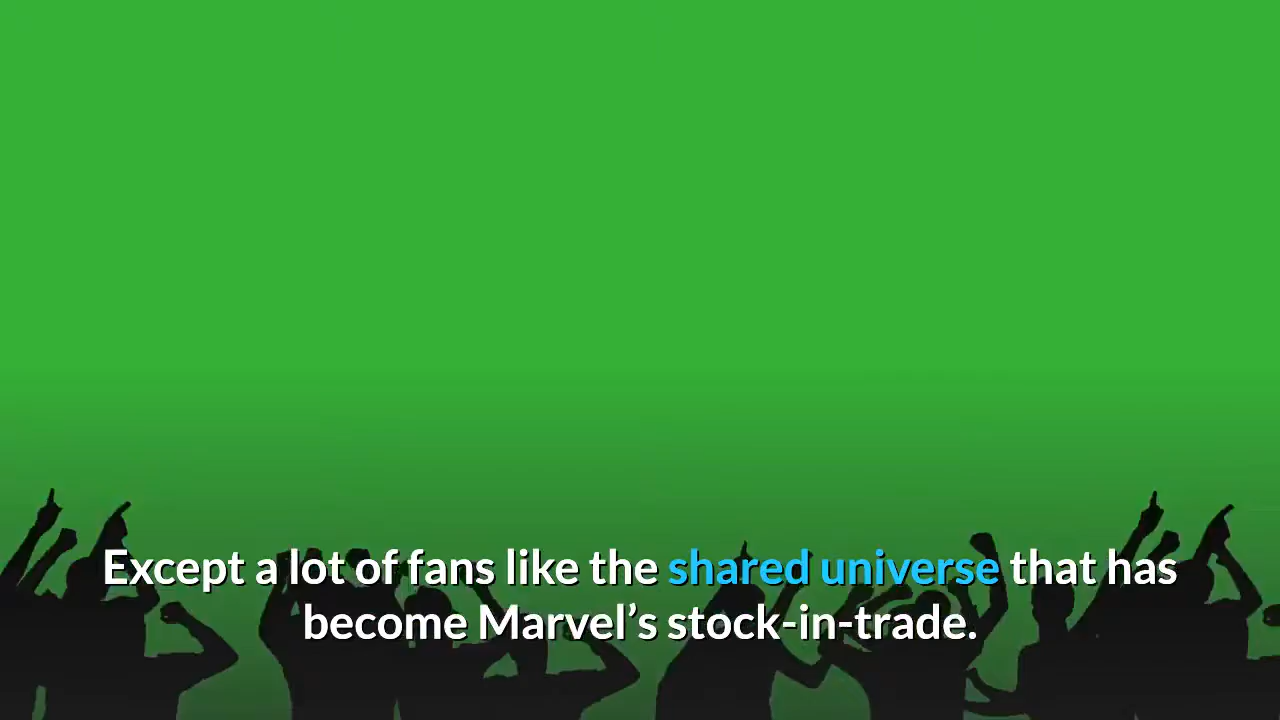 Except a lot of fans like the shared universe that has
become Marvel’s stock-in-trade.